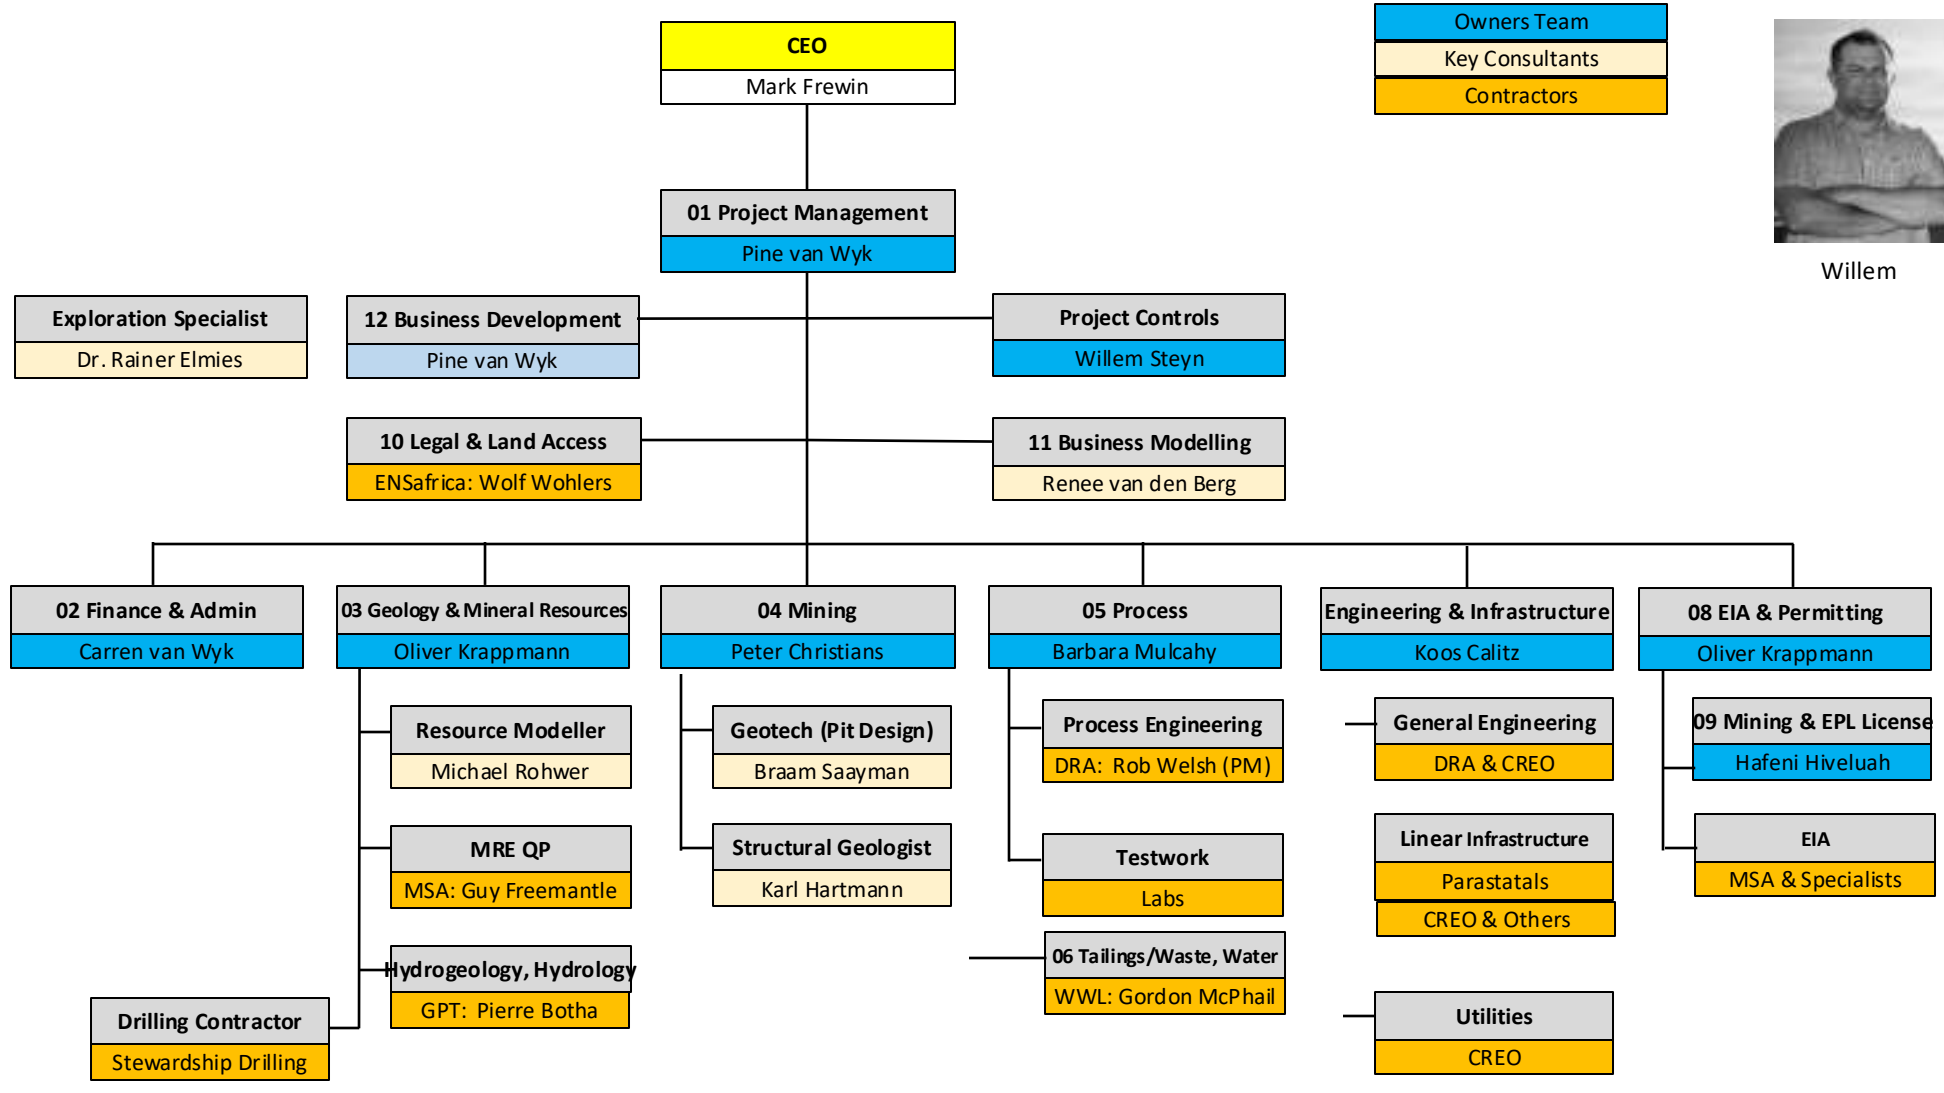 CEO
Mark Frewin
Owners Team
Key Consultants
Contractors
Willem
01 Project Management
Pine van Wyk
Exploration Specialist
Dr. Rainer Elmies
12 Business Development
Pine van Wyk
Project Controls
Willem Steyn
10 Legal & Land Access
ENSafrica: Wolf Wohlers
11 Business Modelling
Renee van den Berg
02 Finance & Admin
Carren van Wyk
03 Geology & Mineral Resources
Oliver Krappmann
04 Mining
Peter Christians
05 Process
Barbara Mulcahy
Engineering & Infrastructure
Koos Calitz
08 EIA & Permitting
Oliver Krappmann
Resource Modeller
Michael Rohwer
MRE QP
MSA: Guy Freemantle
Hydrogeology, Hydrology
GPT: Pierre Botha
Drilling Contractor
Stewardship Drilling
Geotech (Pit Design)
Braam Saayman
Structural Geologist
Karl Hartmann
Process Engineering
DRA: Rob Welsh (PM)
Testwork
Labs
06 Tailings/Waste, Water
WWL: Gordon McPhail
General Engineering
DRA & CREO
Linear Infrastructure
Parastatals
CREO & Others
Utilities
CREO
09 Mining & EPL License
Hafeni Hiveluah
EIA
MSA & Specialists